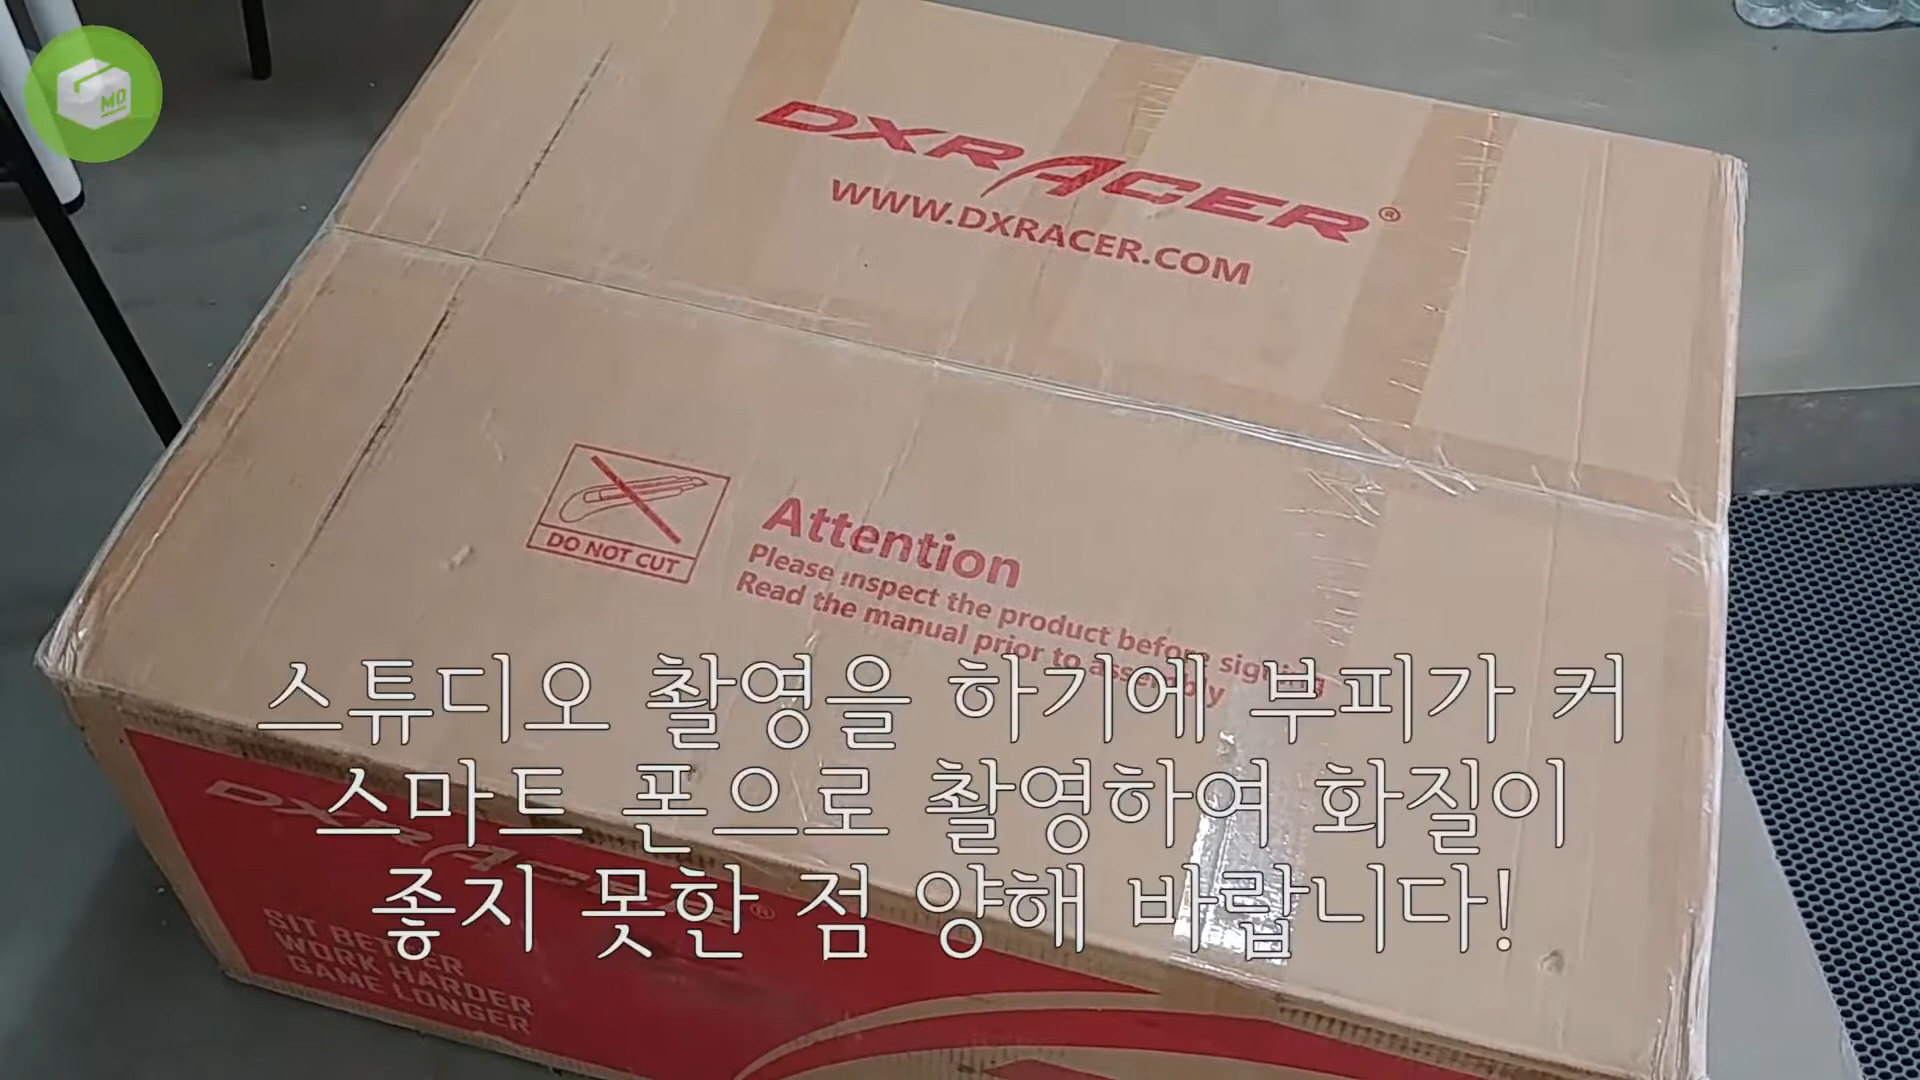 MO
DXRACER®
WWW.DXRACER.COM
DO NOT CUT
Attention
Please inspect the product before signing
Read the manual prior to assembly
스튜디오 촬영을 하기에 부피가 커
스마트 폰으로 촬영하여 화질이
좋지 못한 점 양해 바랍니다!
DXRACER®
SIT BETTER
WORK HARDER
GAME LONGER